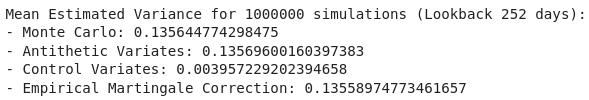 Mean Estimated Variance for 1000000 simulations (Lookback 252 days):
- Monte Carlo: 0.135644774298475
- Antithetic Variates: 0.13569600160397383
- Control Variates: 0.003957229202394658
- Empirical Martingale Correction: 0.13558974773461657